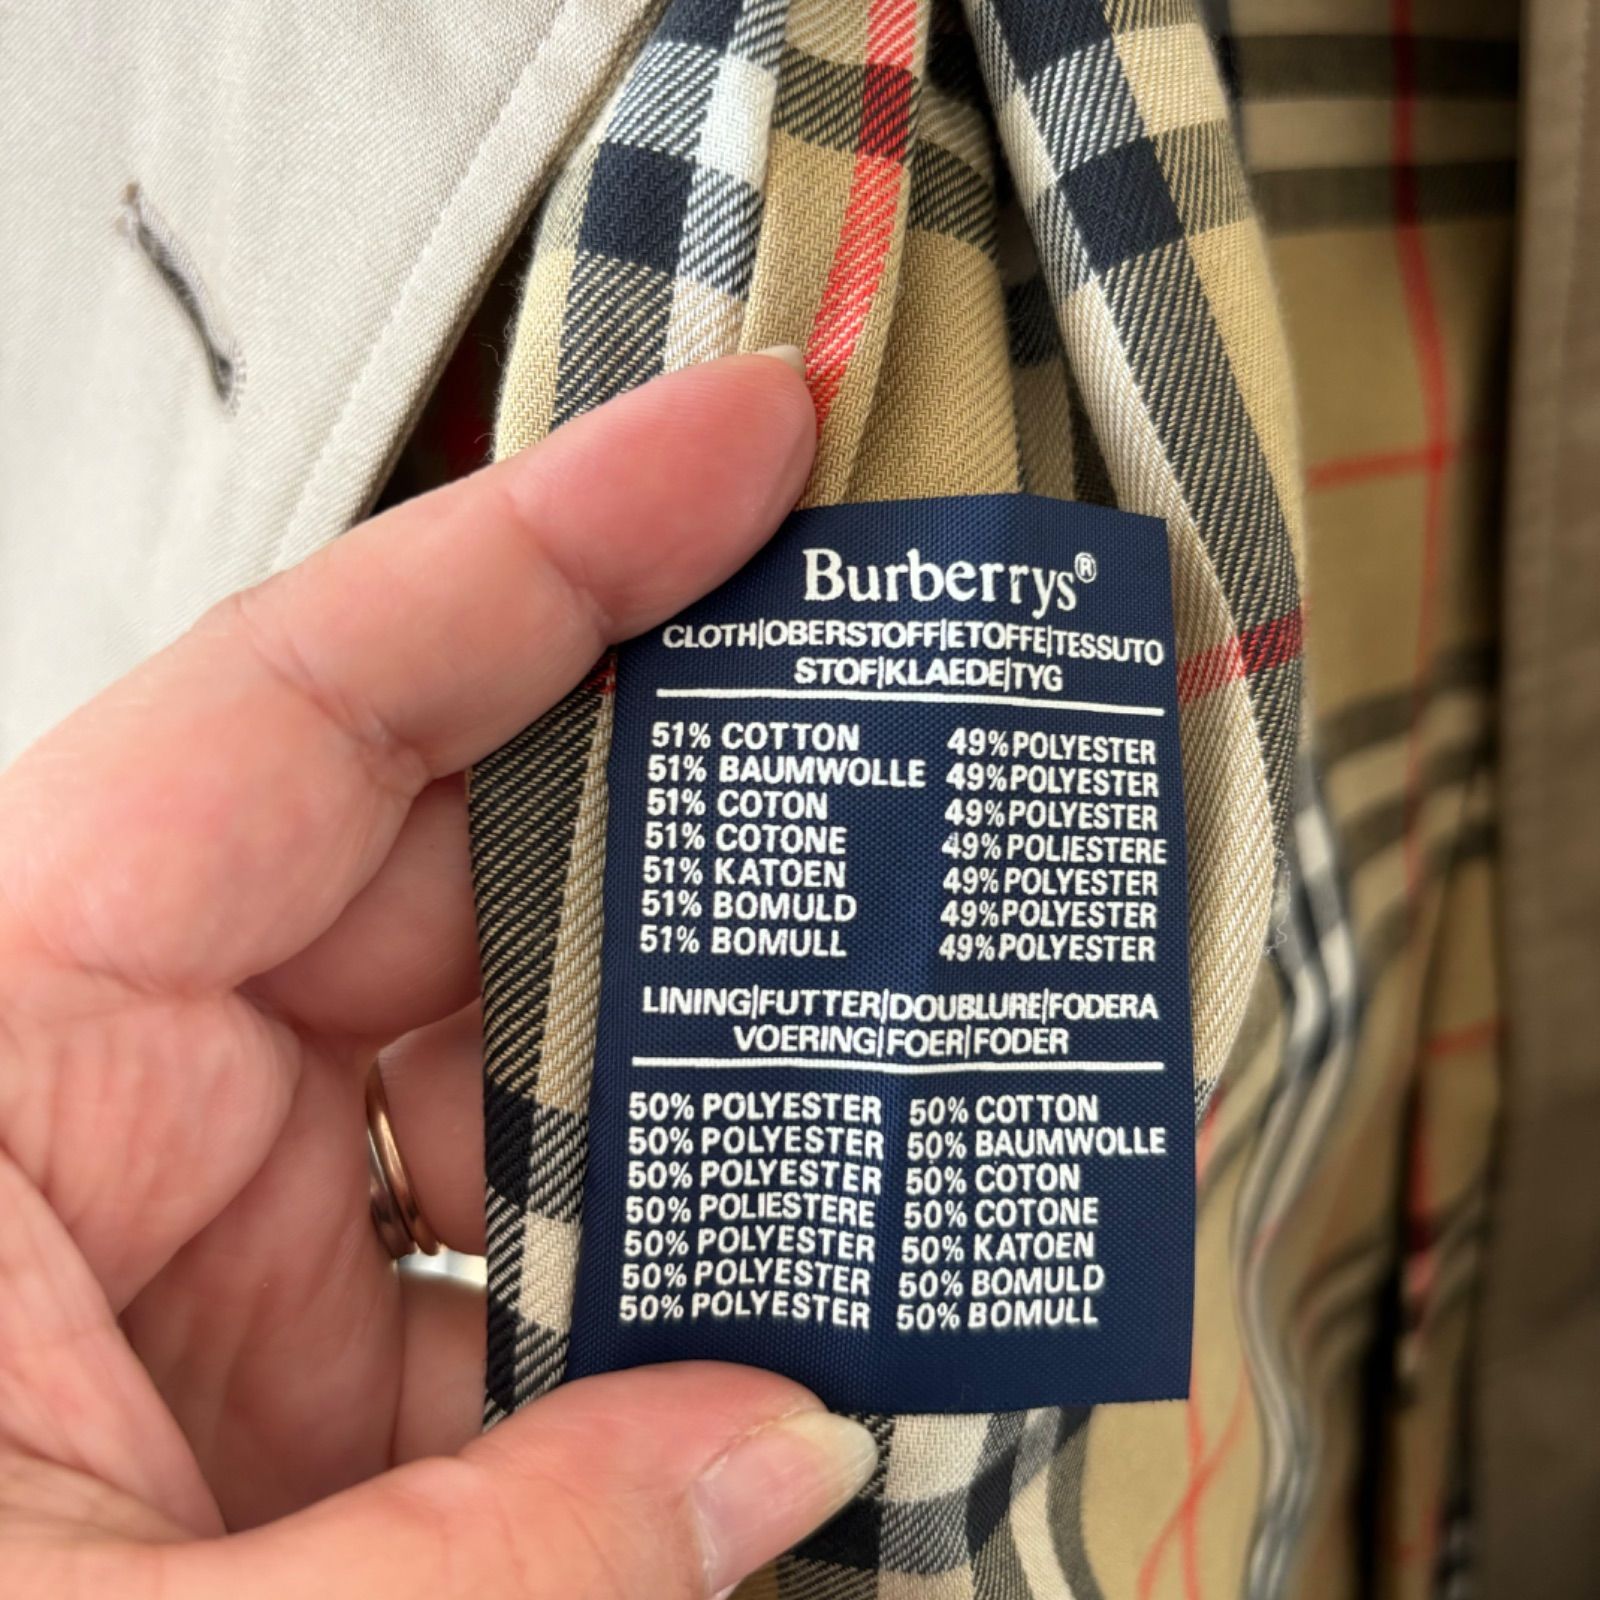 Burberrys®
CLOTH|OBERSTOFF|ETOFFE|TESSUTO
STOF|KLAEDE|TYG
51% COTTON 49% POLYESTER
51% BAUMWOLLE 49% POLYESTER
51% COTON 49% POLYESTER
51% COTONE 49% POLIESTERE
51% KATOEN 49% POLYESTER
51% BOMULD 49% POLYESTER
51% BOMULL 49% POLYESTER
LINING|FUTTER|DOUBLURE|FODERA
VOERING|FOER|FODER
50% POLYESTER 50% COTTON
50% POLYESTER 50% BAUMWOLLE
50% POLYESTER 50% COTON
50% POLIESTERE 50% COTONE
50% POLYESTER 50% KATOEN
50% POLYESTER 50% BOMULD
50% POLYESTER 50% BOMULL